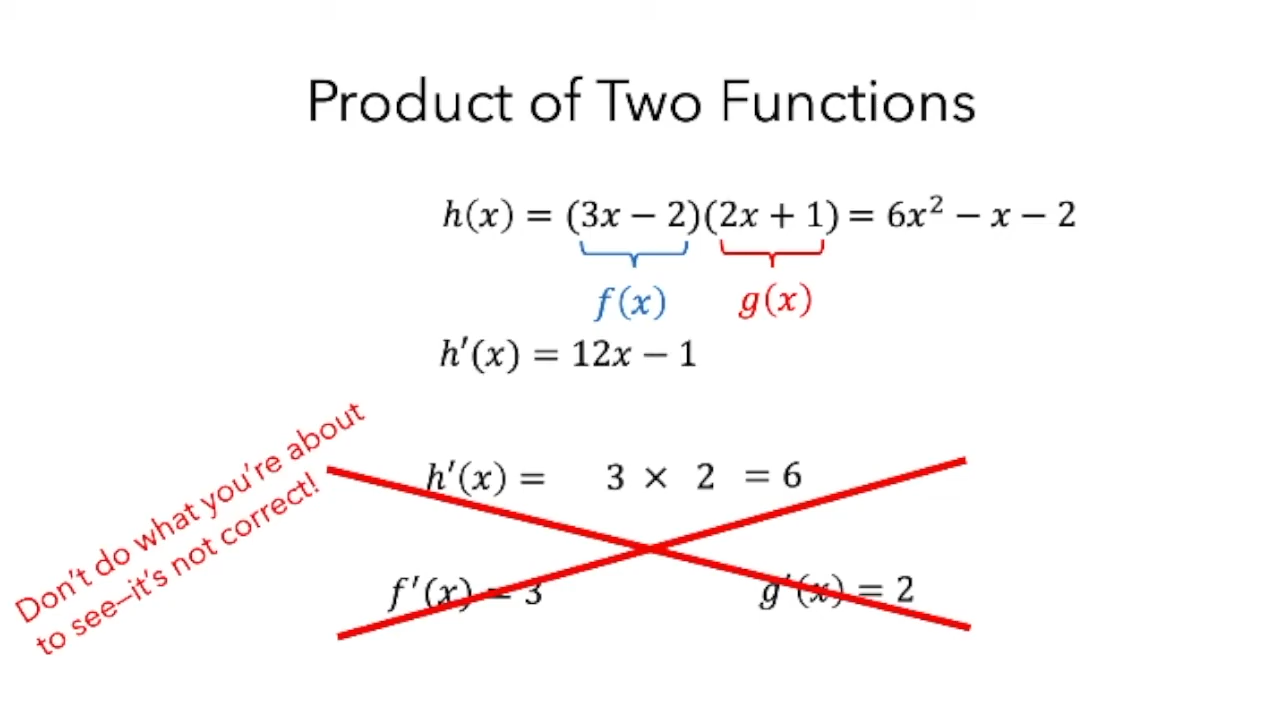 Product of Two Functions
h(x) = (3x − 2)(2x + 1) = 6x² − x − 2
f(x) g(x)
h′(x) = 12x − 1
Don't do what you're about
to see–it's not correct!
h′(x) = 3 × 2 = 6
f′(x) = 3 g′(x) = 2